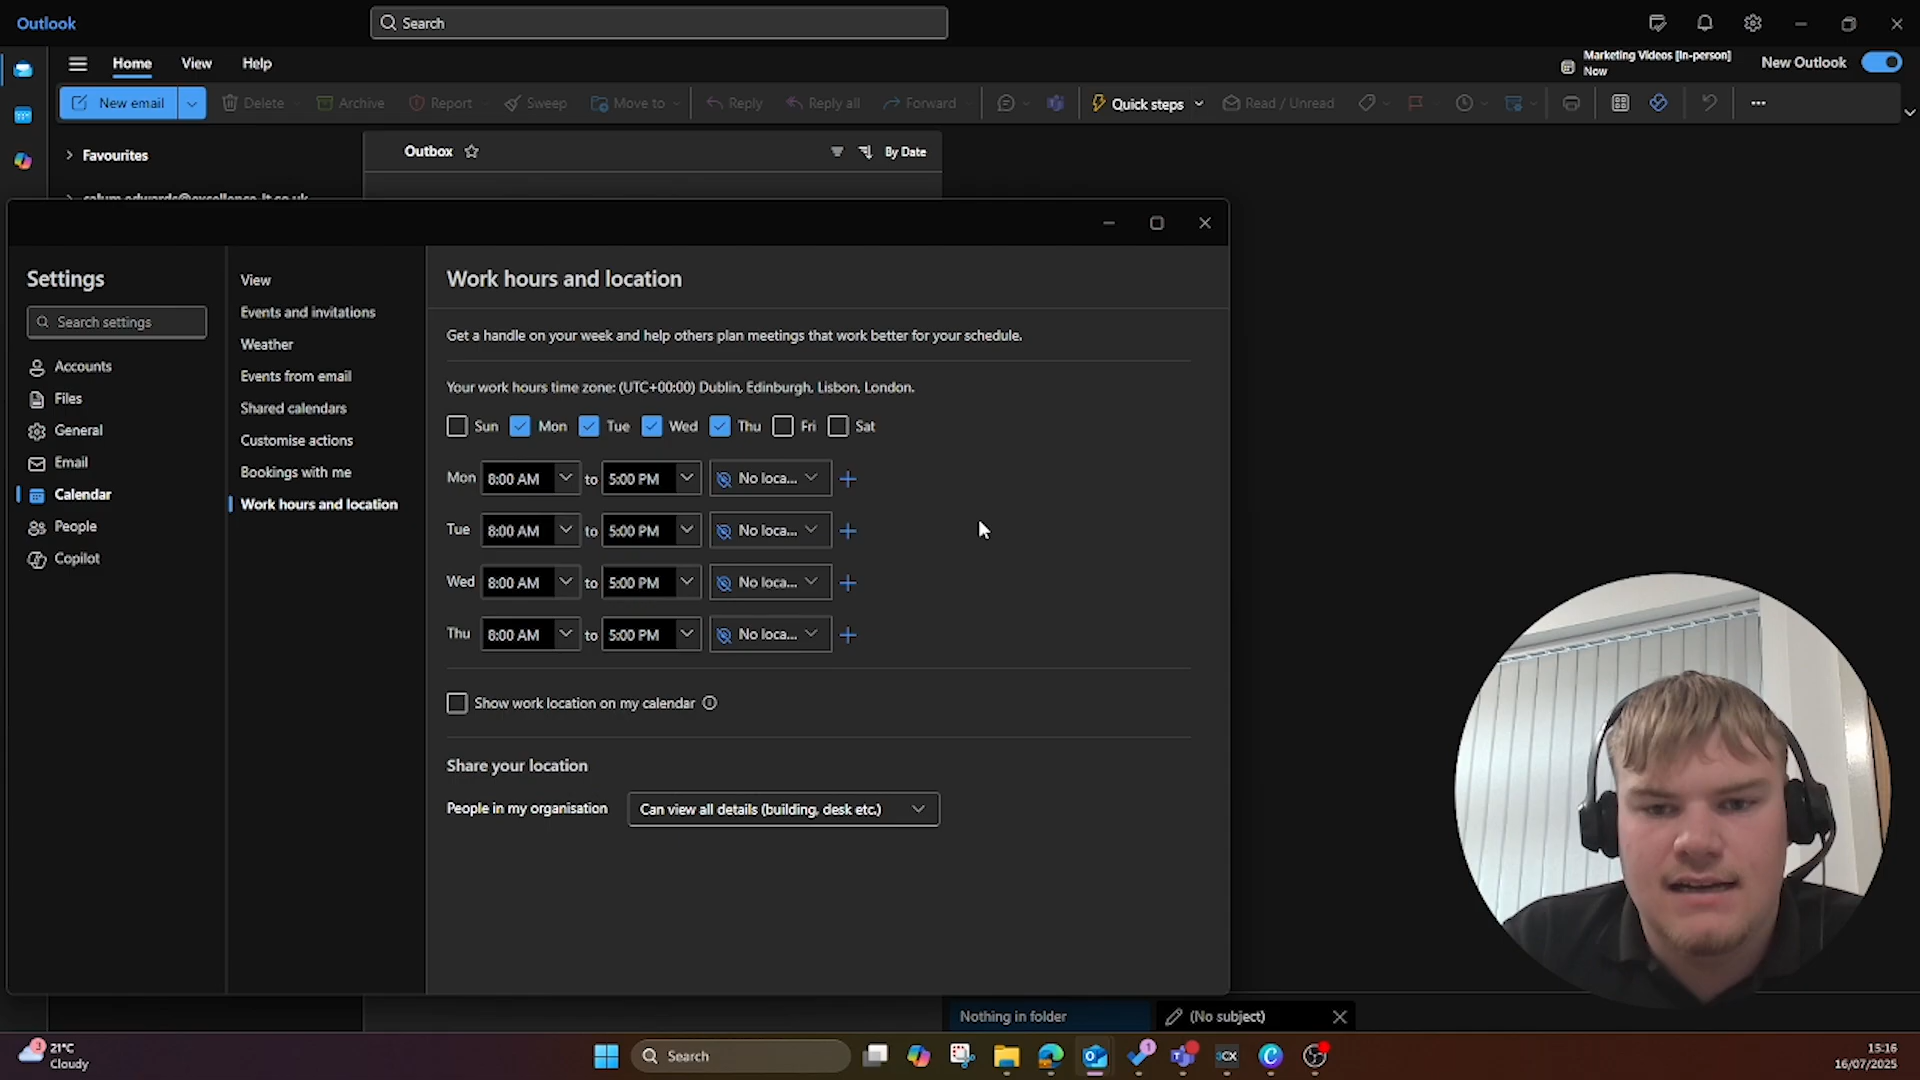 Outlook
Search
Home
View
Help
Marketing Videos [In-person]
Now
New Outlook
New email
Delete
Archive
Report
Sweep
Move to
Reply
Reply all
Forward
Quick steps
Read / Unread
Favourites
Outbox
By Date
calum.edwards@excellence-it.co.uk
Settings
Search settings
Accounts
Files
General
Email
Calendar
People
Copilot
View
Events and invitations
Weather
Events from email
Shared calendars
Customise actions
Bookings with me
Work hours and location
Work hours and location
Get a handle on your week and help others plan meetings that work better for your schedule.
Your work hours time zone: (UTC+00:00) Dublin, Edinburgh, Lisbon, London.
Sun Mon Tue Wed Thu Fri Sat
Mon 8:00 AM to 5:00 PM No loca...
Tue 8:00 AM to 5:00 PM No loca...
Wed 8:00 AM to 5:00 PM No loca...
Thu 8:00 AM to 5:00 PM No loca...
Show work location on my calendar
Share your location
People in my organisation Can view all details (building, desk etc.)
Nothing in folder
(No subject)
3
21°C
Cloudy
Search
1
3CX
15:16
16/07/2025